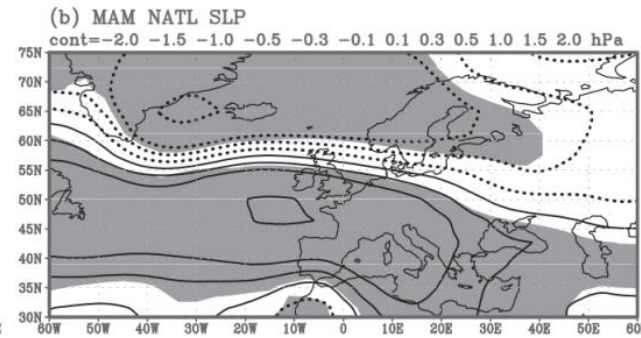 (b) MAM NATL SLP
cont=−2.0 −1.5 −1.0 −0.5 −0.3 −0.1 0.1 0.3 0.5 1.0 1.5 2.0 hPa
75N
70N
65N
60N
55N
50N
45N
40N
35N
30N
60W 50W 40W 30W 20W 10W 0 10E 20E 30E 40E 50E 60E